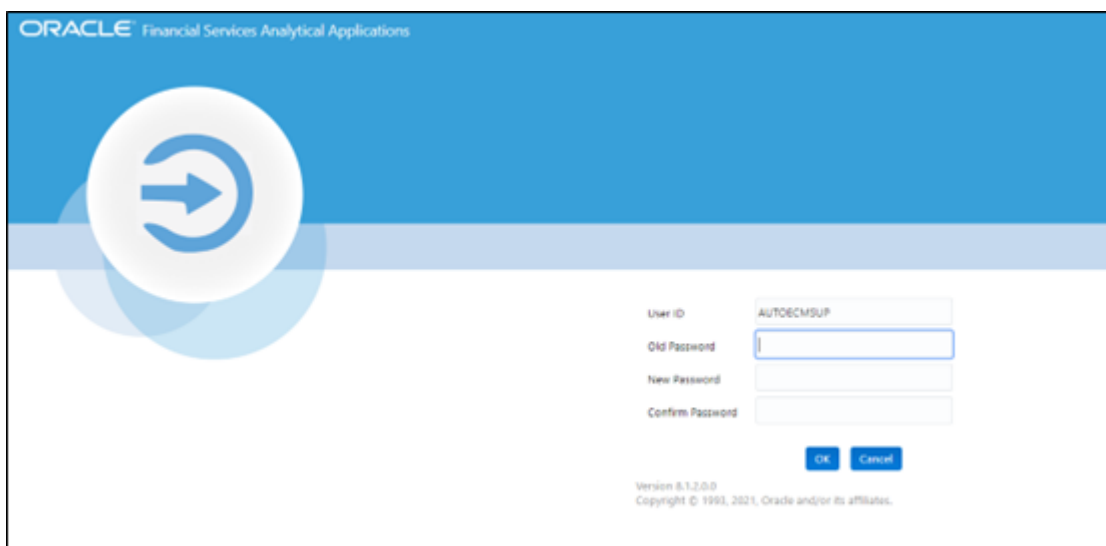 ORACLE Financial Services Analytical Applications
User ID AUTOECMSUP
Old Password
New Password
Confirm Password
OK Cancel
Version 8.1.2.0.0
Copyright © 1993, 2021, Oracle and/or its affiliates.